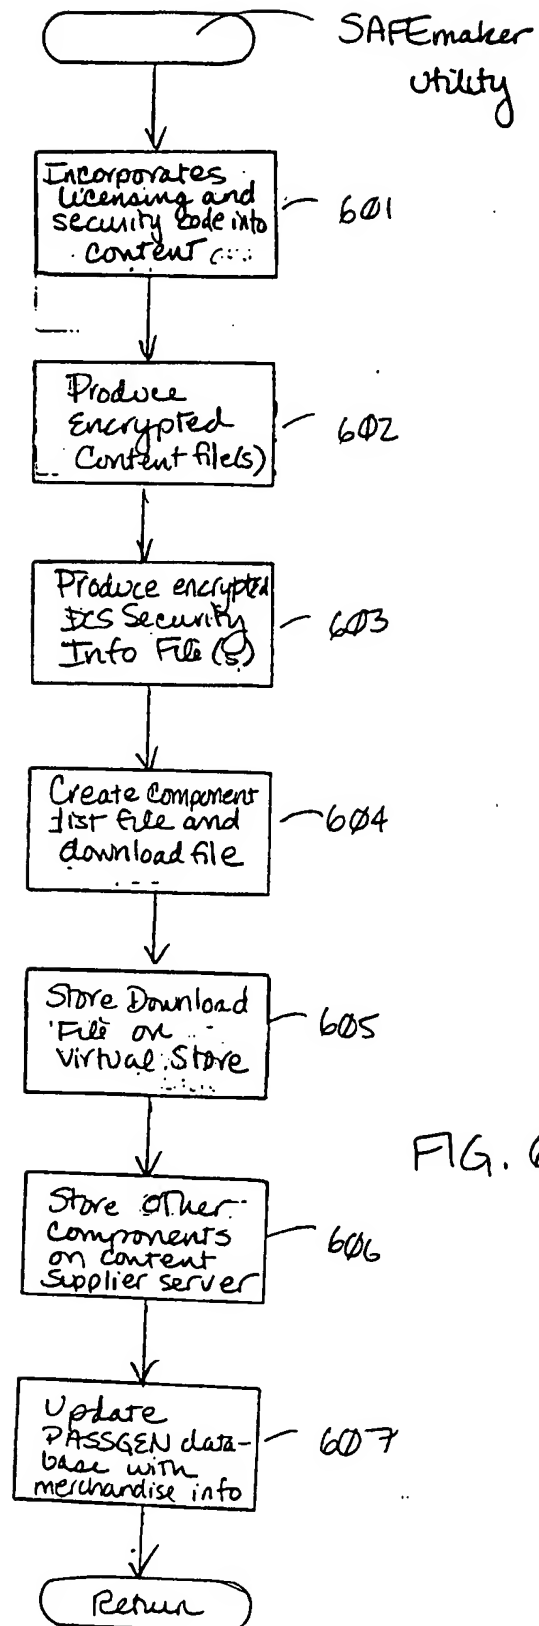 SAFEmaker
utility
Incorporates
licensing and
security code into
content
601
Produce
Encrypted
Content file(s)
602
Produce encrypted
DCS Security
Info File(s)
603
Create component
list file and
download file
604
Store Download
File on
Virtual Store
605
FIG. 6
Store other
components
on content
supplier server
606
Update
PASSGEN data-
base with
merchandise info
607
Return